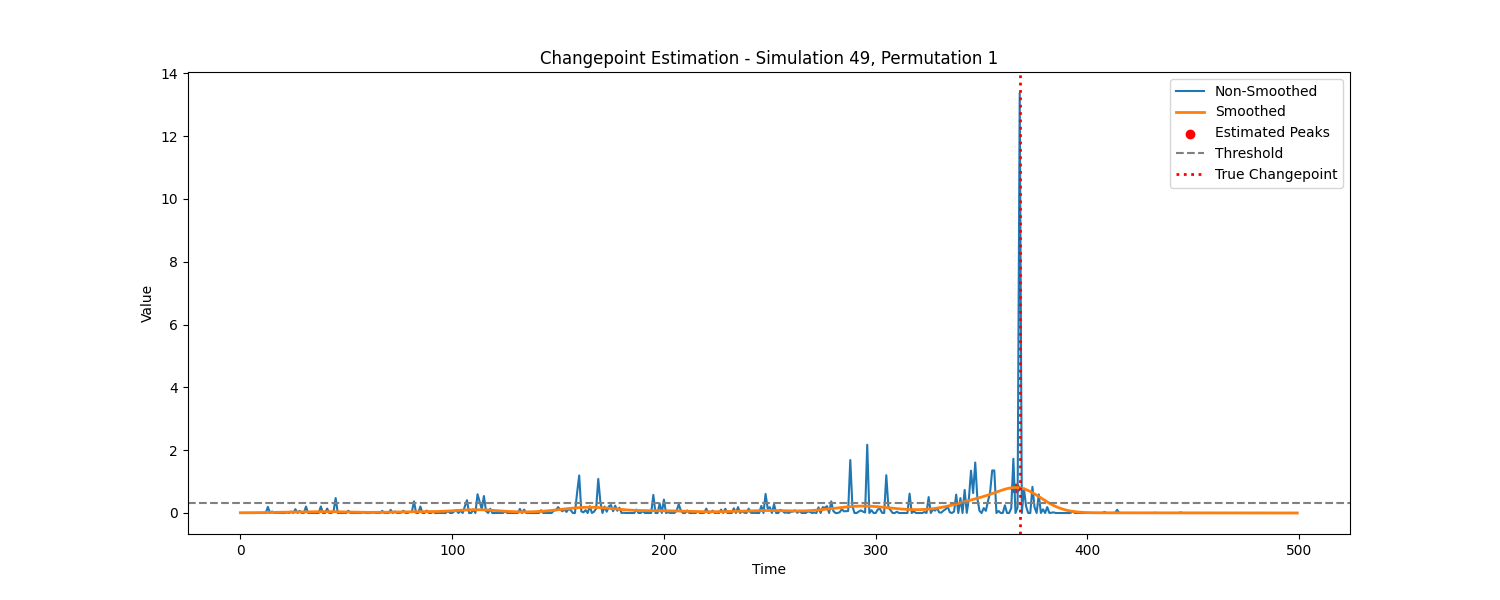 Changepoint Estimation - Simulation 49, Permutation 1
14
12
10
8
6
4
2
0
Value
Non-Smoothed
Smoothed
Estimated Peaks
Threshold
True Changepoint
0 100 200 300 400 500
Time